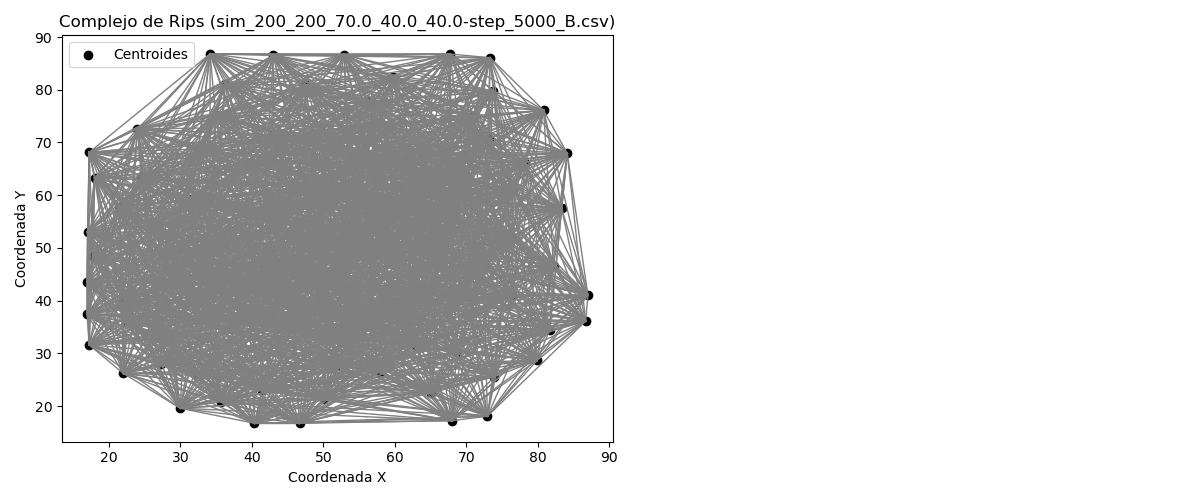 Complejo de Rips (sim_200_200_70.0_40.0_40.0-step_5000_B.csv)
Centroides
90
80
70
60
50
40
30
20
Coordenada Y
20 30 40 50 60 70 80 90
Coordenada X